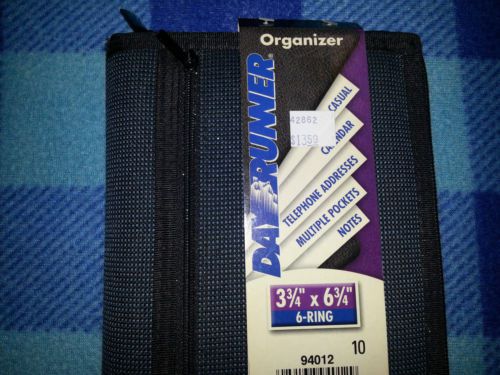 Organizer
DAY RUNNER®
42862
$1359
CASUAL
CALENDAR
TELEPHONE ADDRESSES
MULTIPLE POCKETS
NOTES
3¾" x 6¾"
6-RING
10
94012